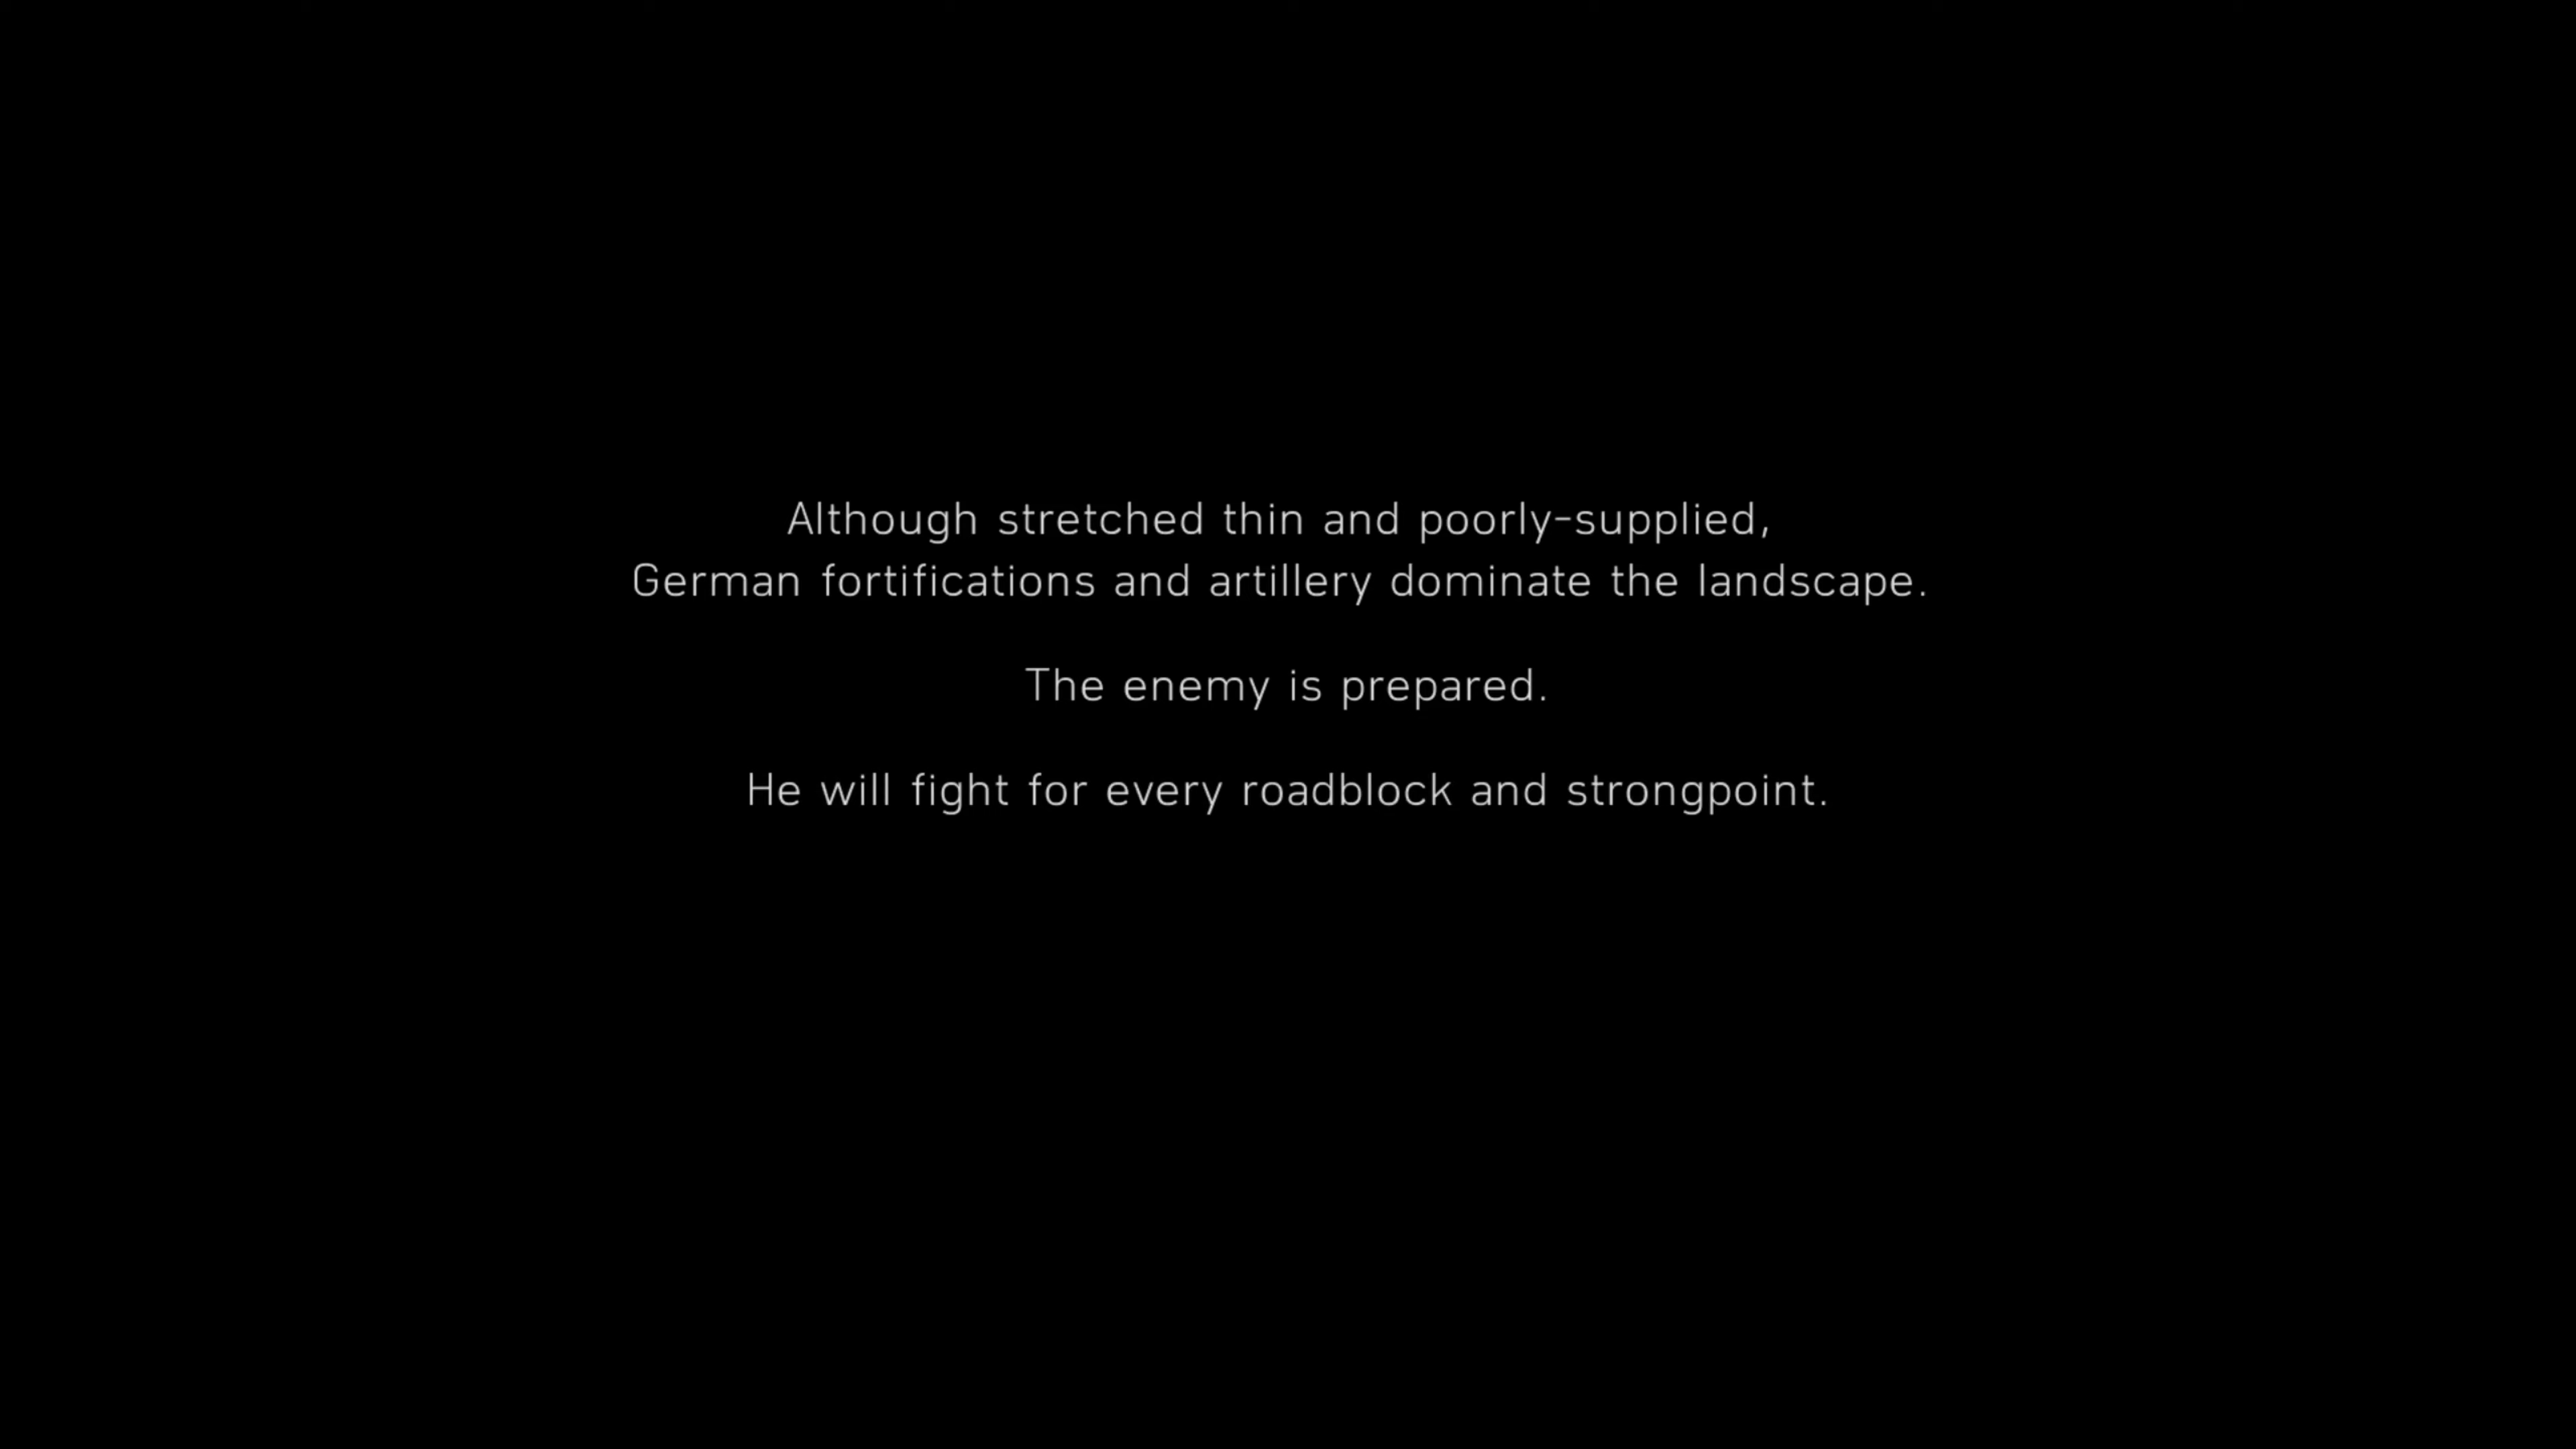 Although stretched thin and poorly-supplied,
German fortifications and artillery dominate the landscape.
The enemy is prepared.
He will fight for every roadblock and strongpoint.